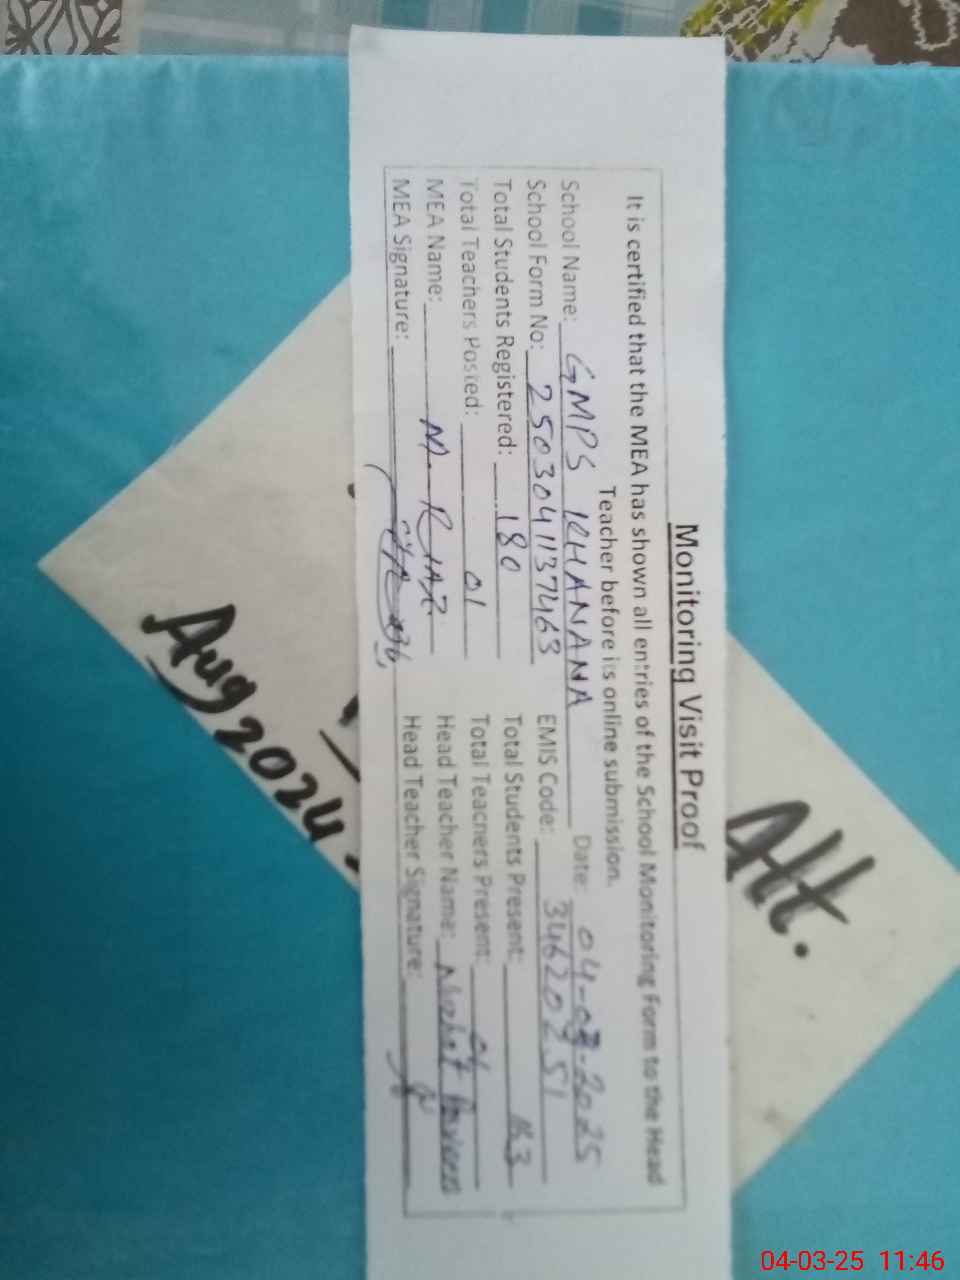 Monitoring Visit Proof
It is certified that the MEA has shown all entries of the School Monitoring Form to the Head
Teacher before its online submission.
School Name: GMPS KHANANA Date: 04-03-2025
School Form No: 2503041137463 EMIS Code: 34620251
Total Students Registered: 180 Total Students Present: 163
Total Teachers Posted: 01 Total Teachers Present: 01
MEA Name: M. RIAZ Head Teacher Name: Parveen
MEA Signature: Head Teacher Signature:
Att.
Aug 2024
04-03-25 11:46